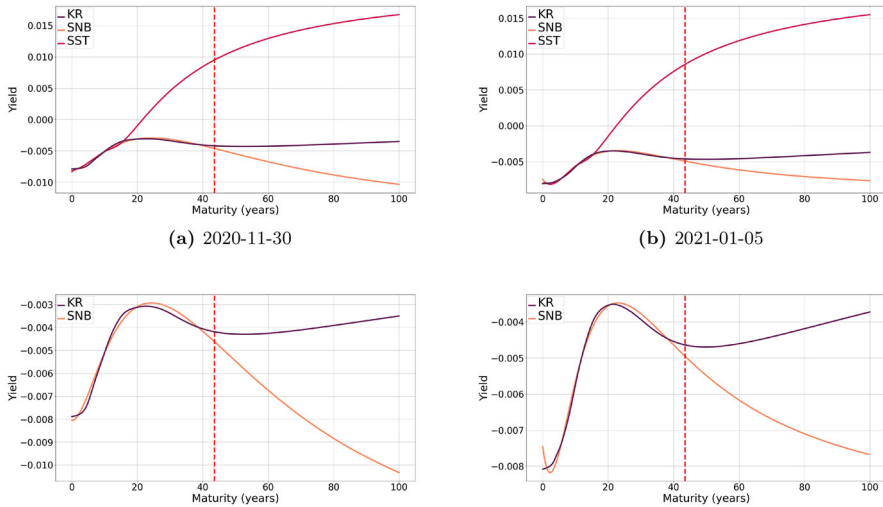 KR
SNB
SST
0.015
0.010
0.005
0.000
−0.005
−0.010
Yield
0 20 40 60 80 100
Maturity (years)
(a) 2020-11-30
KR
SNB
SST
0.015
0.010
0.005
0.000
−0.005
Yield
0 20 40 60 80 100
Maturity (years)
(b) 2021-01-05
KR
SNB
−0.003
−0.004
−0.005
−0.006
−0.007
−0.008
−0.009
−0.010
Yield
0 20 40 60 80 100
Maturity (years)
KR
SNB
−0.004
−0.005
−0.006
−0.007
−0.008
Yield
0 20 40 60 80 100
Maturity (years)